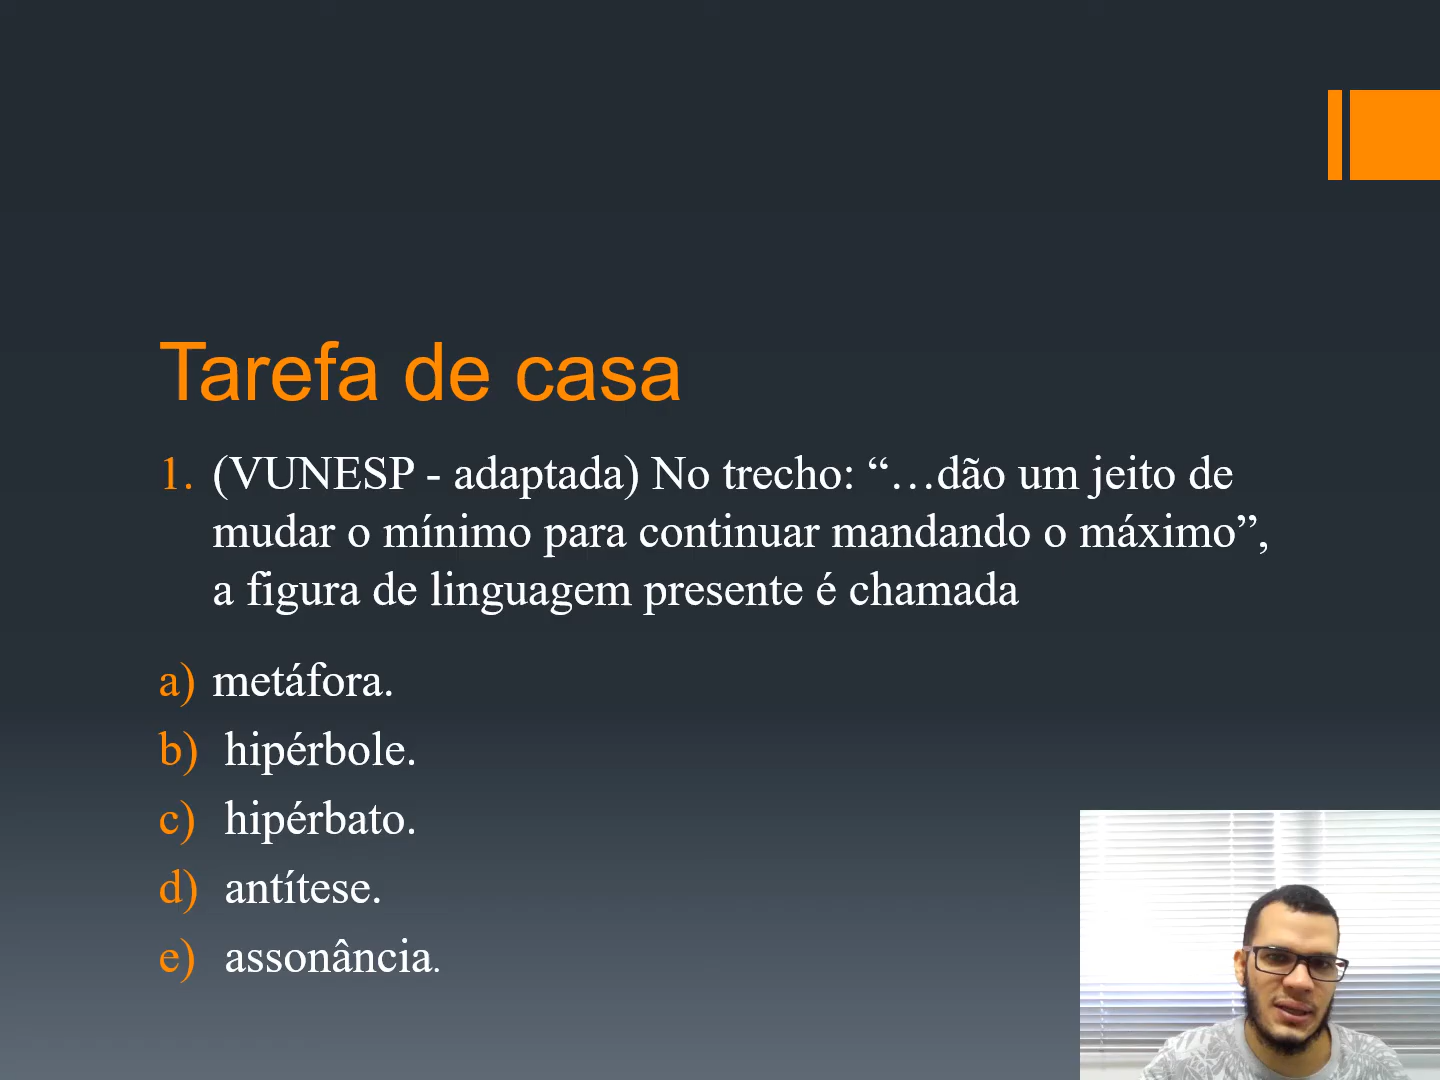 Tarefa de casa
1. (VUNESP - adaptada) No trecho: “…dão um jeito de
mudar o mínimo para continuar mandando o máximo”,
a figura de linguagem presente é chamada
a) metáfora.
b) hipérbole.
c) hipérbato.
d) antítese.
e) assonância.